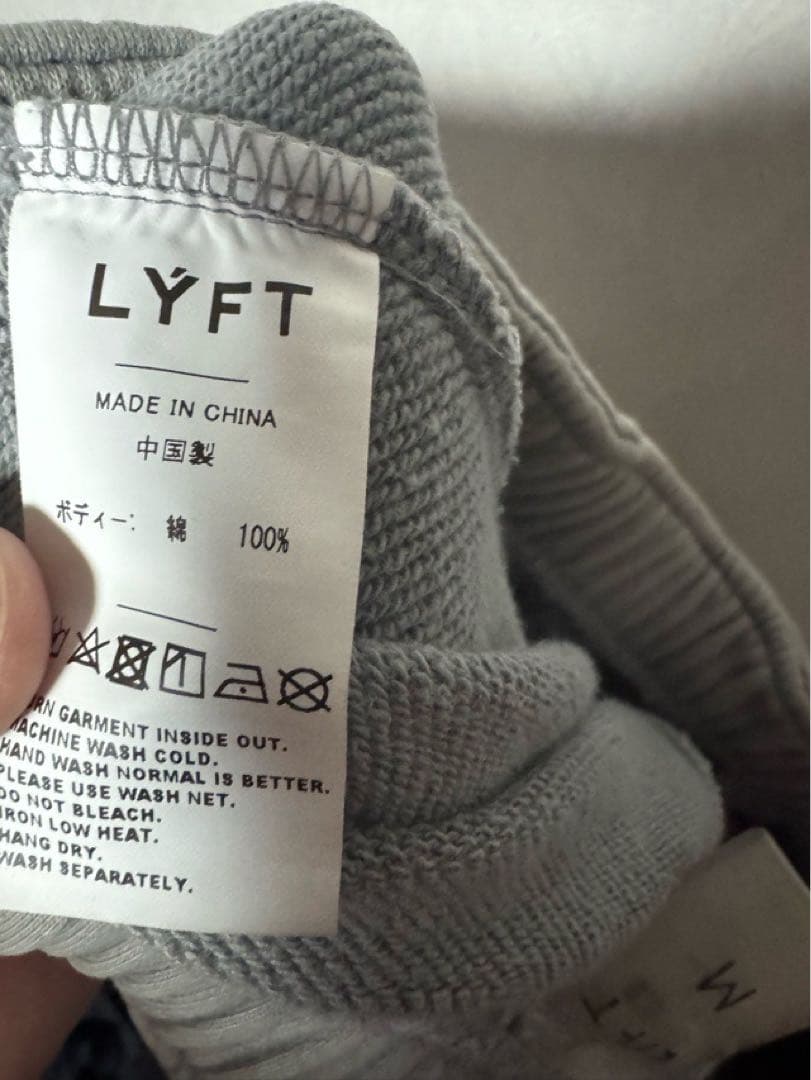 LÝFT
MADE IN CHINA
中国製
ボディー: 綿 100%
GARMENT INSIDE OUT.
MACHINE WASH COLD.
HAND WASH NORMAL IS BETTER.
PLEASE USE WASH NET.
DO NOT BLEACH.
IRON LOW HEAT.
HANG DRY.
WASH SEPARATELY.
M